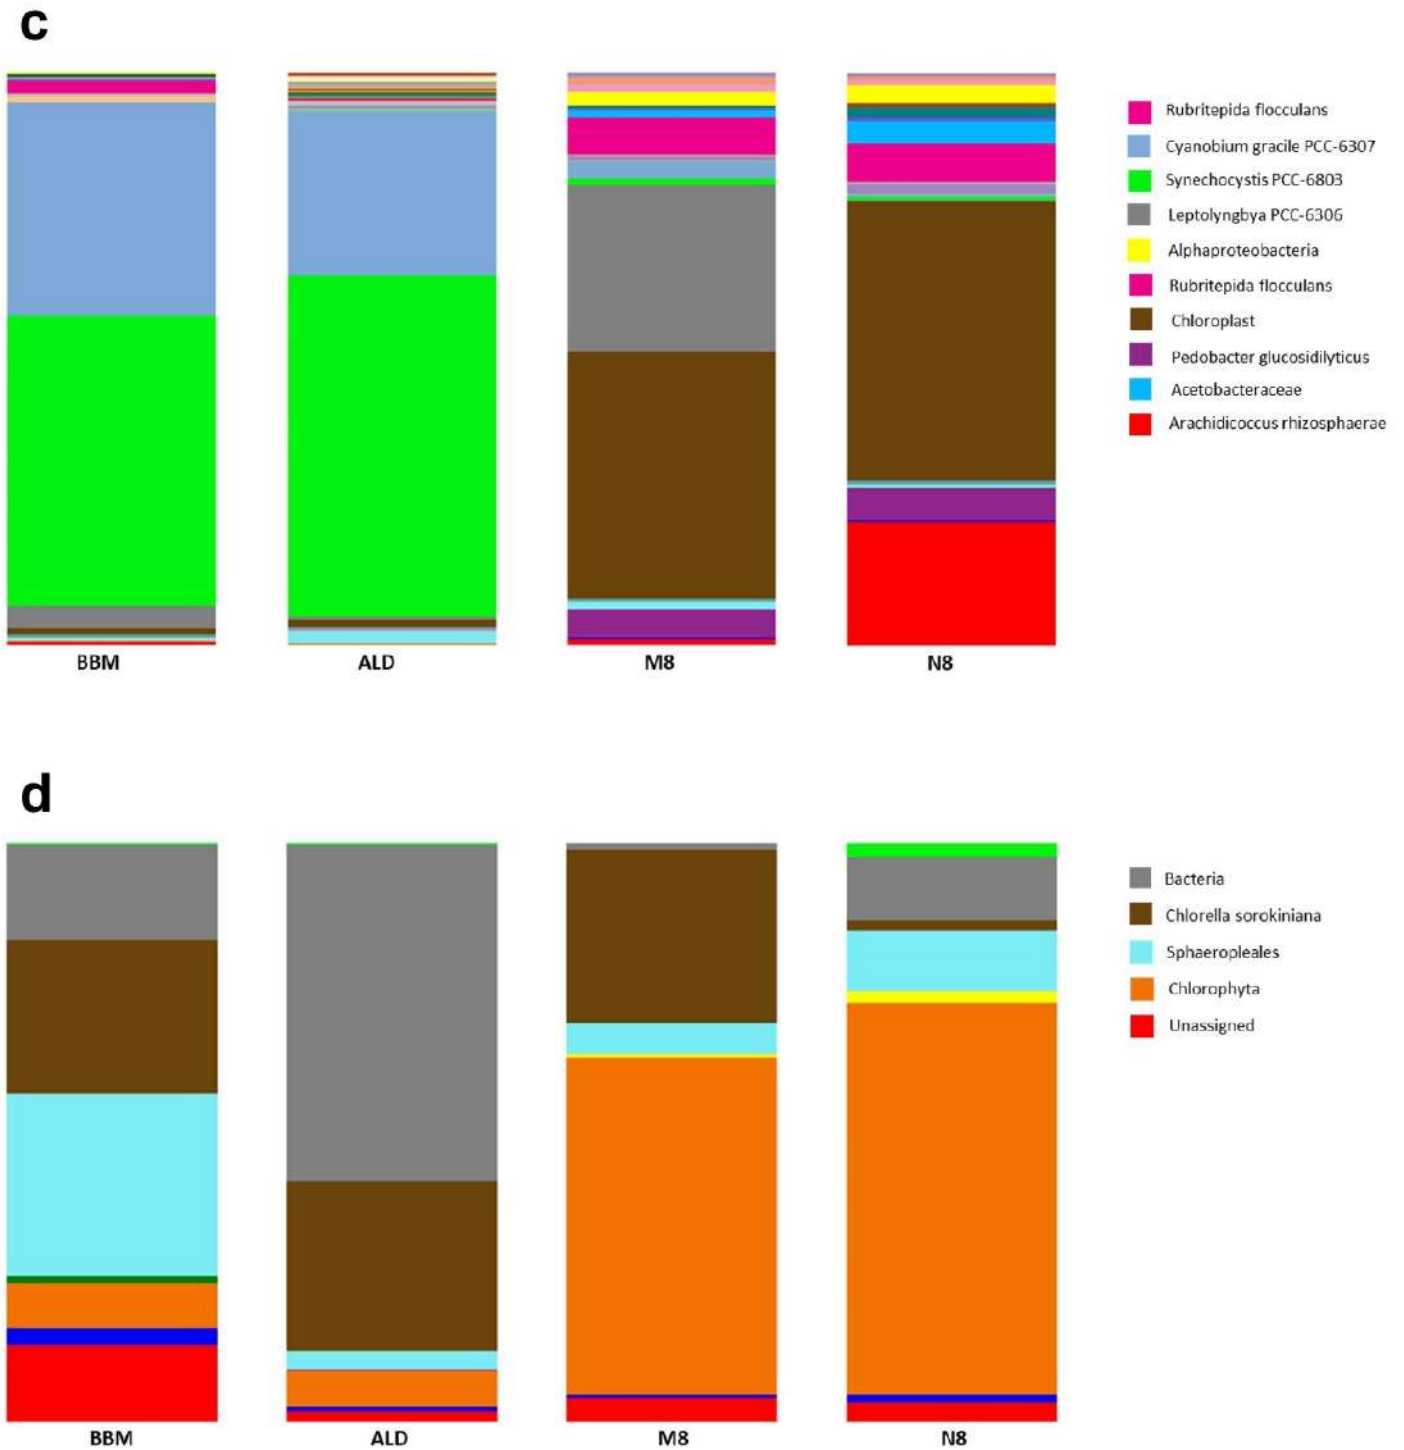 c
Rubritepida flocculans
Cyanobium gracile PCC-6307
Synechocystis PCC-6803
Leptolyngbya PCC-6306
Alphaproteobacteria
Rubritepida flocculans
Chloroplast
Pedobacter glucosidilyticus
Acetobacteraceae
Arachidicoccus rhizosphaerae
BBM ALD M8 N8
d
Bacteria
Chlorella sorokiniana
Sphaeropleales
Chlorophyta
Unassigned
BBM ALD M8 N8